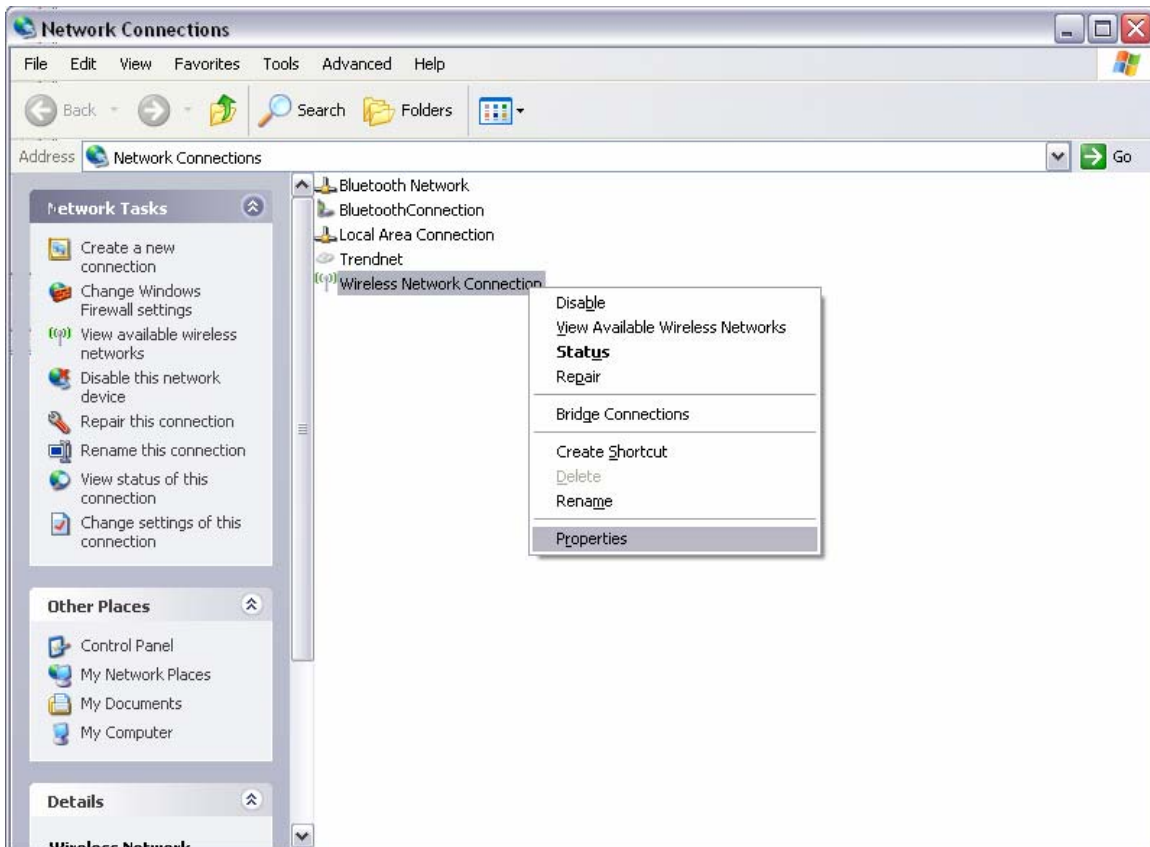 Network Connections
File Edit View Favorites Tools Advanced Help
Back Search Folders
Address Network Connections Go
Network Tasks
Create a new
connection
Change Windows
Firewall settings
View available wireless
networks
Disable this network
device
Repair this connection
Rename this connection
View status of this
connection
Change settings of this
connection
Other Places
Control Panel
My Network Places
My Documents
My Computer
Details
Wireless Network
Bluetooth Network
BluetoothConnection
Local Area Connection
Trendnet
Wireless Network Connection
Disable
View Available Wireless Networks
Status
Repair
Bridge Connections
Create Shortcut
Delete
Rename
Properties